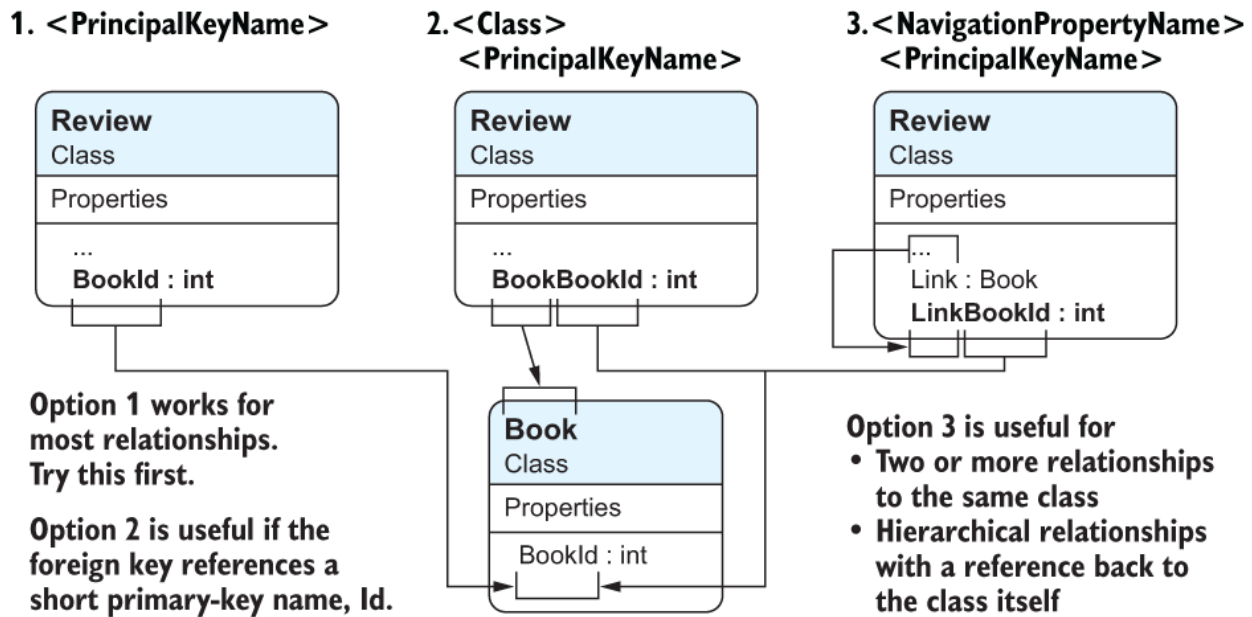 1. <PrincipalKeyName>
2.<Class>
<PrincipalKeyName>
3.<NavigationPropertyName>
<PrincipalKeyName>
Review
Class
Properties
...
BookId : int
Review
Class
Properties
...
BookBookId : int
Review
Class
Properties
...
Link : Book
LinkBookId : int
Option 1 works for
most relationships.
Try this first.
Option 2 is useful if the
foreign key references a
short primary-key name, Id.
Book
Class
Properties
BookId : int
Option 3 is useful for
• Two or more relationships
to the same class
• Hierarchical relationships
with a reference back to
the class itself